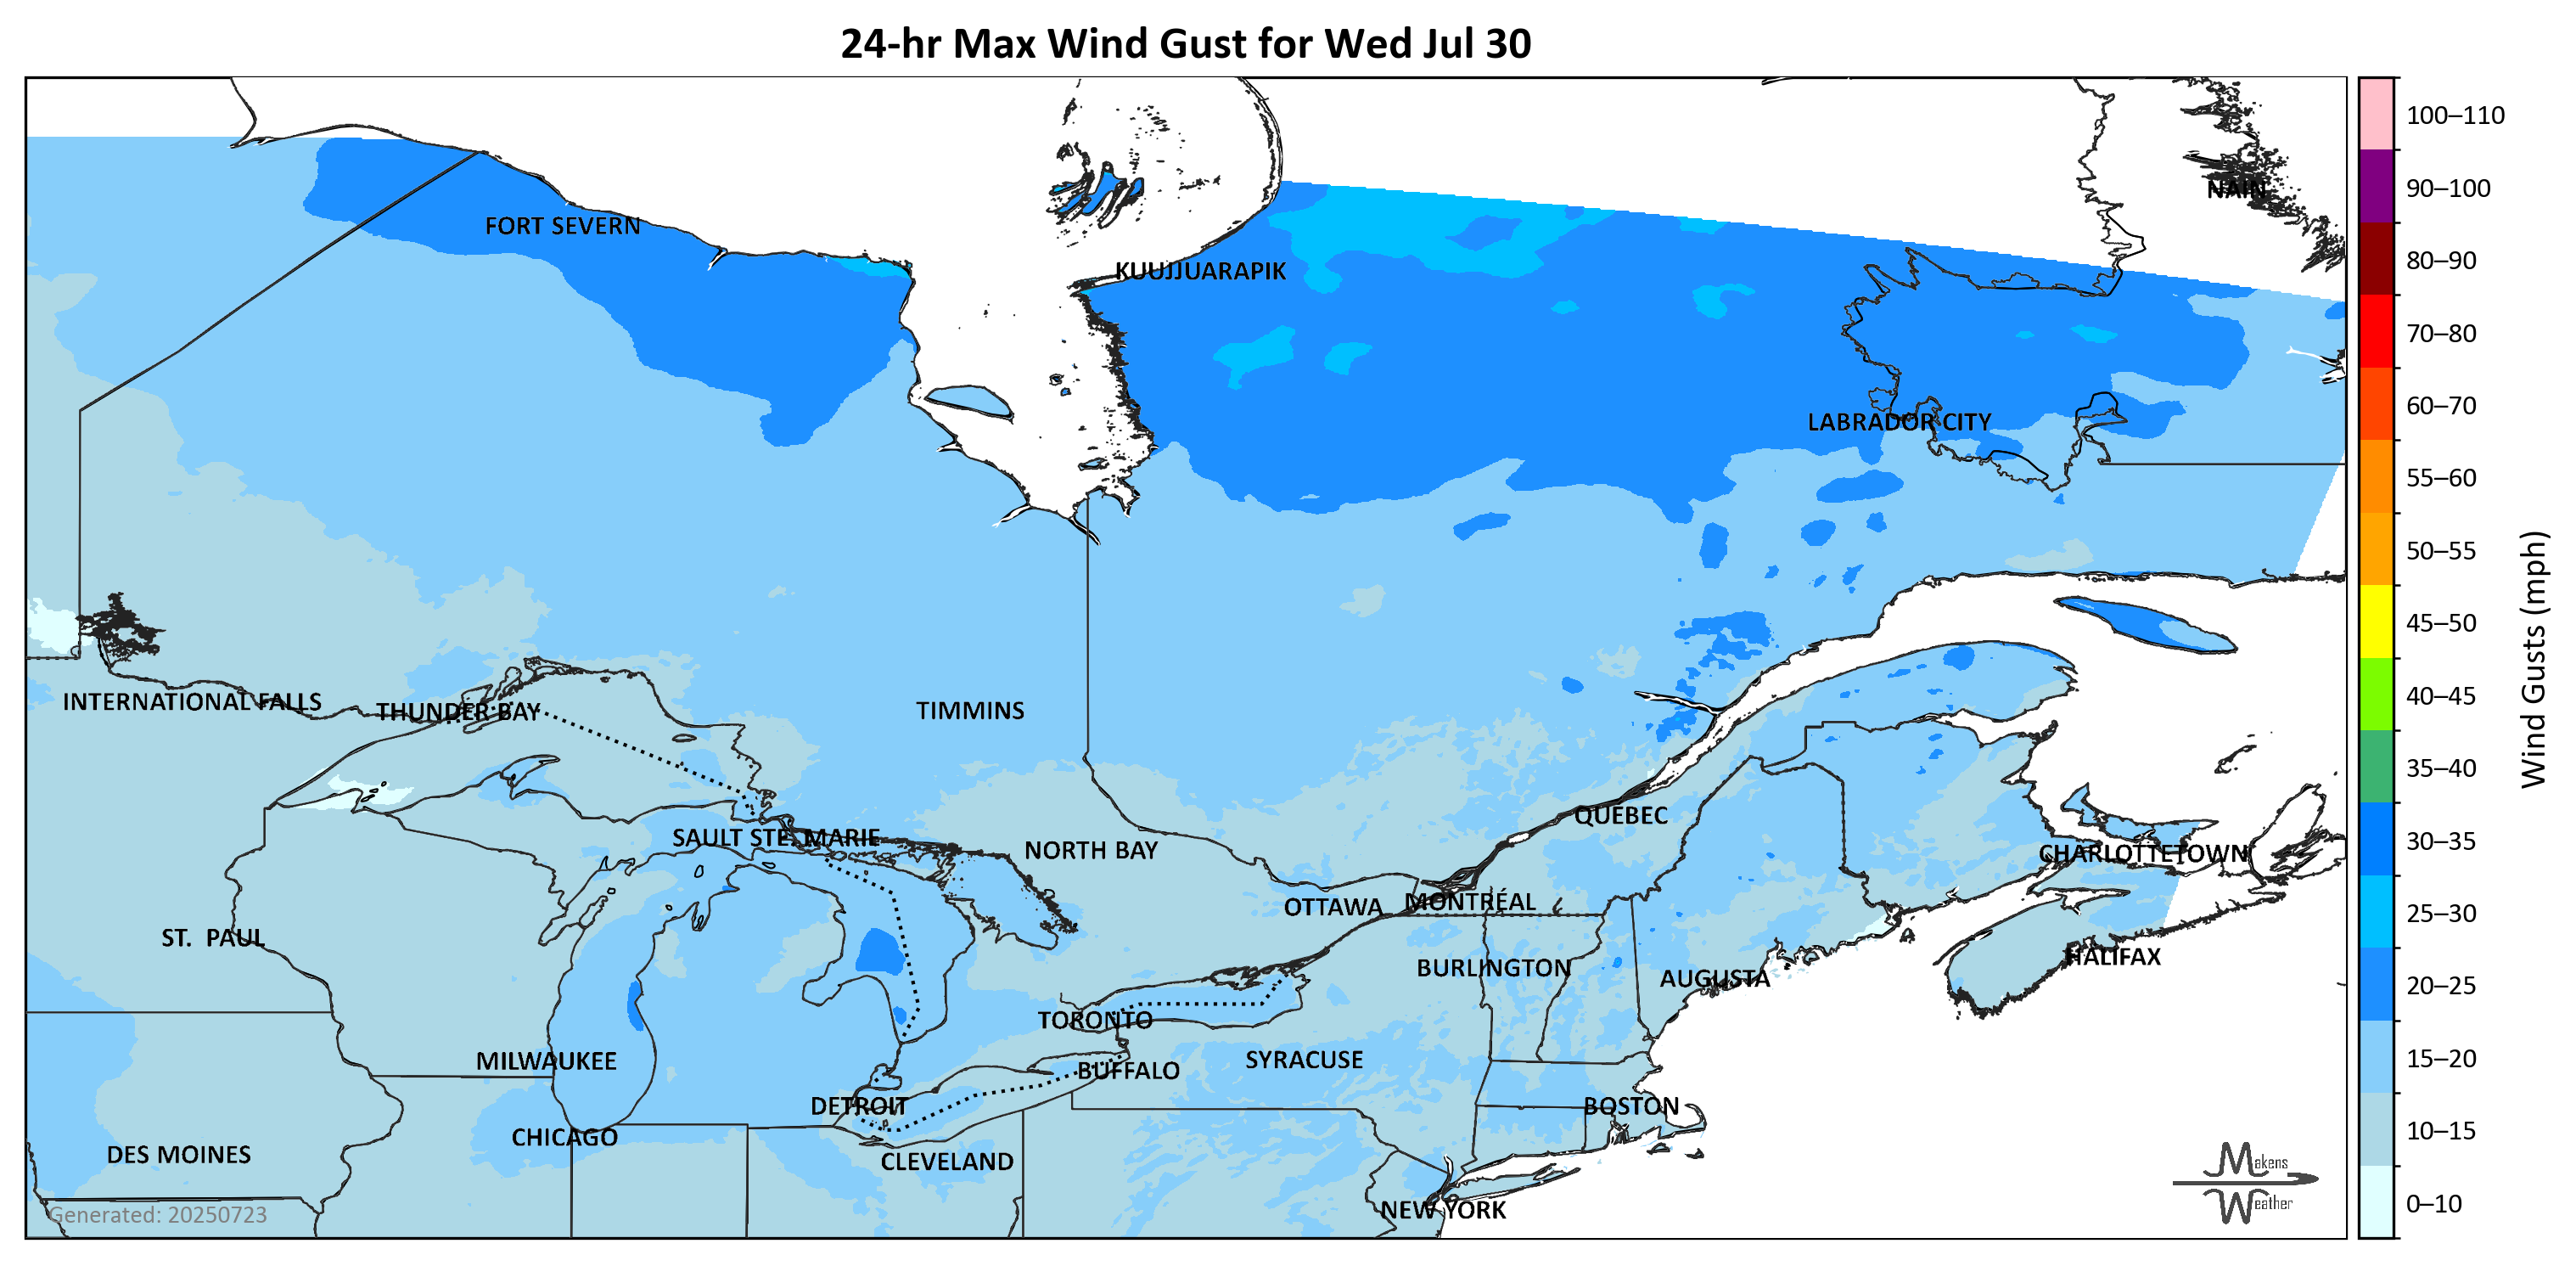 24-hr Max Wind Gust for Wed Jul 30
100–110
90–100
NAIN
FORT SEVERN
80–90
KUUJJUARAPIK
70–80
60–70
LABRADOR CITY
55–60
50–55
45–50
Wind Gusts (mph)
40–45
INTERNATIONAL FALLS
THUNDER BAY
TIMMINS
35–40
QUEBEC
SAULT STE. MARIE
30–35
NORTH BAY
CHARLOTTETOWN
OTTAWA
MONTRÉAL
25–30
ST. PAUL
HALIFAX
BURLINGTON
AUGUSTA
20–25
TORONTO
MILWAUKEE
SYRACUSE
15–20
BUFFALO
DETROIT
BOSTON
10–15
CHICAGO
DES MOINES
CLEVELAND
Makens
Weather
0–10
NEW YORK
Generated: 20250723